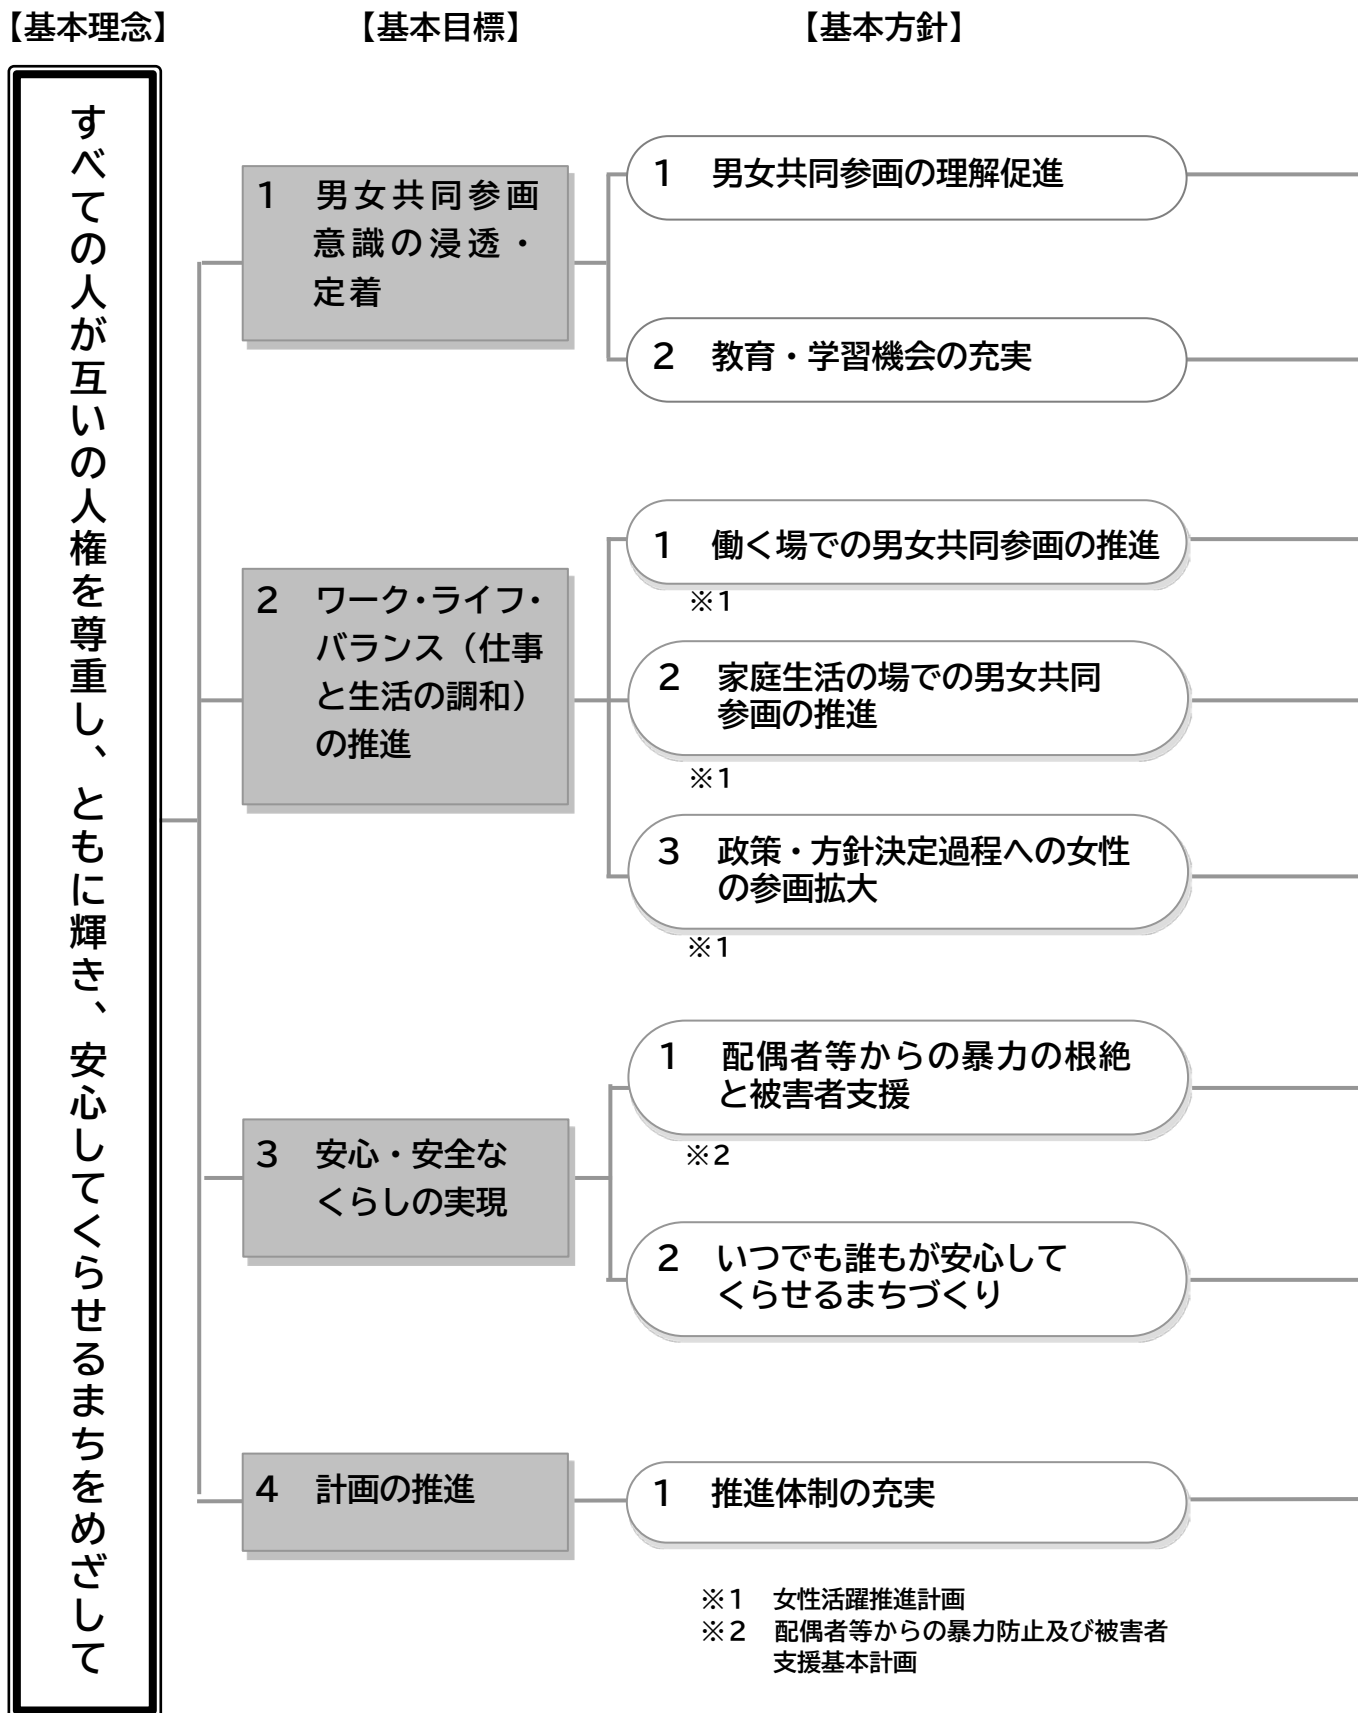 【基本理念】
【基本目標】
【基本方針】
すべての人が互いの人権を尊重し、ともに輝き、安心してくらせるまちをめざして
1 男女共同参画
意識の浸透・
定着
1 男女共同参画の理解促進
2 教育・学習機会の充実
2 ワーク・ライフ・
バランス（仕事
と生活の調和）
の推進
1 働く場での男女共同参画の推進
※1
2 家庭生活の場での男女共同
参画の推進
※1
3 政策・方針決定過程への女性
の参画拡大
※1
3 安心・安全な
くらしの実現
1 配偶者等からの暴力の根絶
と被害者支援
※2
2 いつでも誰もが安心して
くらせるまちづくり
4 計画の推進
1 推進体制の充実
※1 女性活躍推進計画
※2 配偶者等からの暴力防止及び被害者
支援基本計画